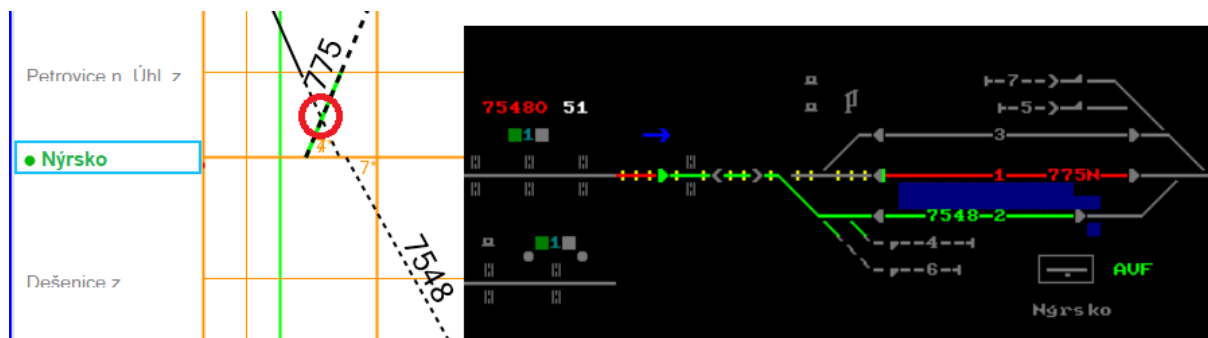 Petrovice n. Úhl. z
775
4*
Nýrsko
7*
7548
Dešenice z
75480 51
1
7
5
3
1 775N
7548-2
1
4
6
AVF
Nýrsko